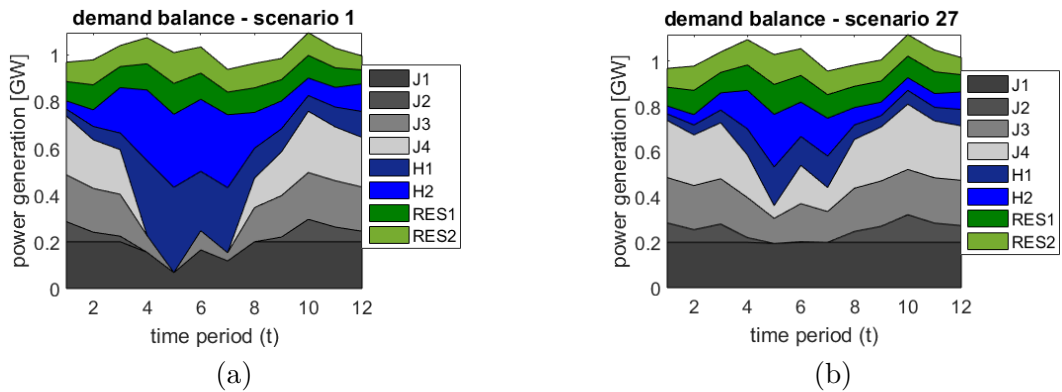 demand balance - scenario 1
power generation [GW]
1
0.8
0.6
0.4
0.2
0
2 4 6 8 10 12
time period (t)
J1
J2
J3
J4
H1
H2
RES1
RES2
(a)
demand balance - scenario 27
power generation [GW]
1
0.8
0.6
0.4
0.2
0
2 4 6 8 10 12
time period (t)
J1
J2
J3
J4
H1
H2
RES1
RES2
(b)